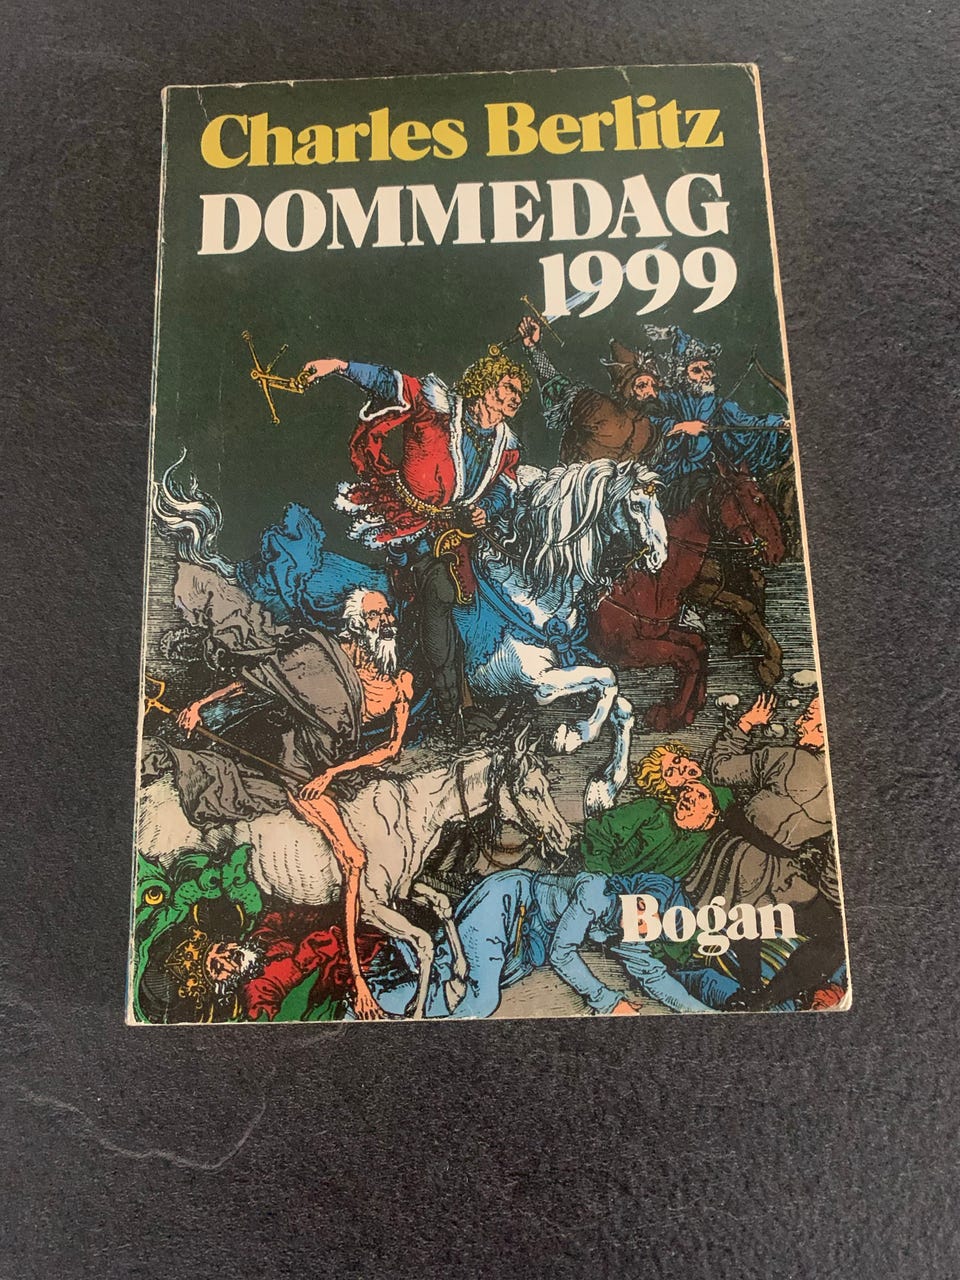 Charles Berlitz
DOMMEDAG
1999
Bogan